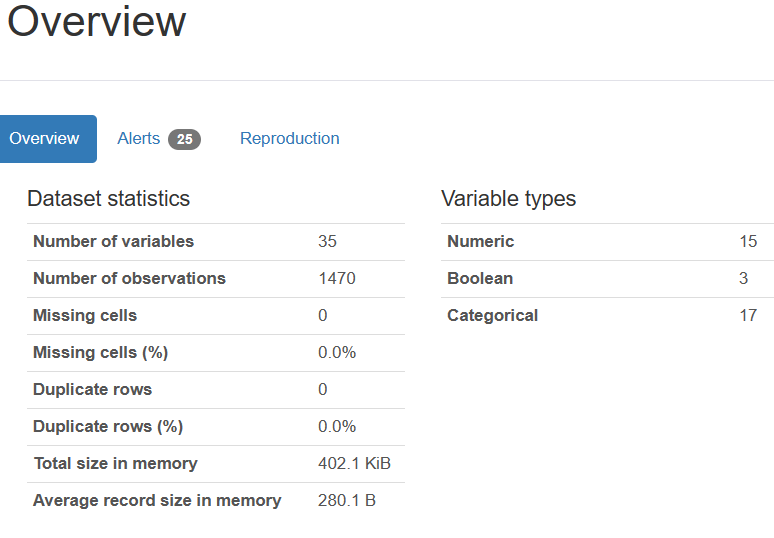 Overview
Overview Alerts 25 Reproduction
Dataset statistics
Number of variables 35
Number of observations 1470
Missing cells 0
Missing cells (%) 0.0%
Duplicate rows 0
Duplicate rows (%) 0.0%
Total size in memory 402.1 KiB
Average record size in memory 280.1 B
Variable types
Numeric 15
Boolean 3
Categorical 17